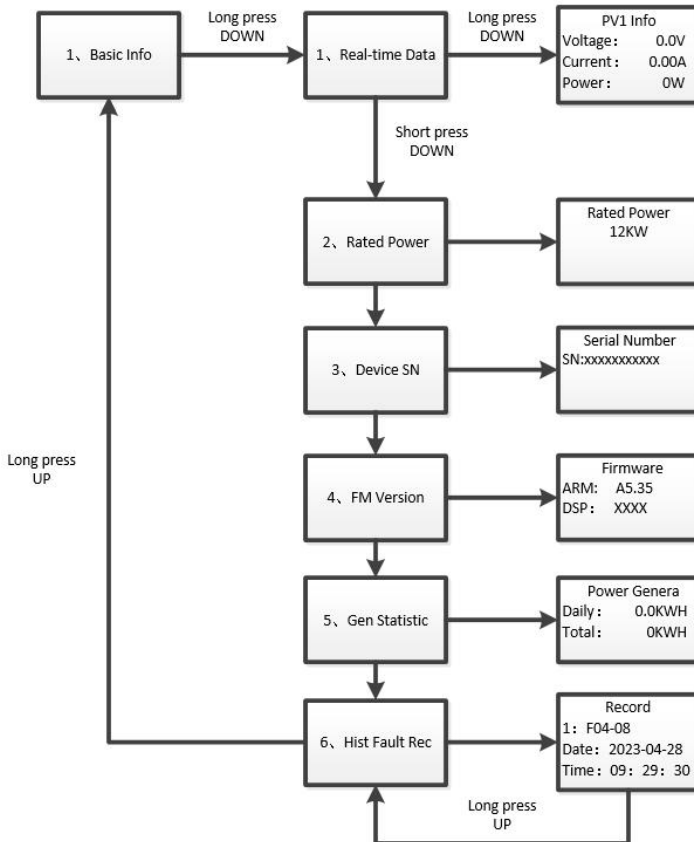 Long press
DOWN
Long press
DOWN
1、Basic Info
1、Real-time Data
PV1 Info
Voltage： 0.0V
Current： 0.00A
Power： 0W
Short press
DOWN
2、Rated Power
Rated Power
12KW
3、Device SN
Serial Number
SN:xxxxxxxxxxx
Long press
UP
4、FM Version
Firmware
ARM: A5.35
DSP： XXXX
5、Gen Statistic
Power Genera
Daily： 0.0KWH
Total： 0KWH
6、Hist Fault Rec
Record
1：F04-08
Date：2023-04-28
Time：09：29：30
Long press
UP